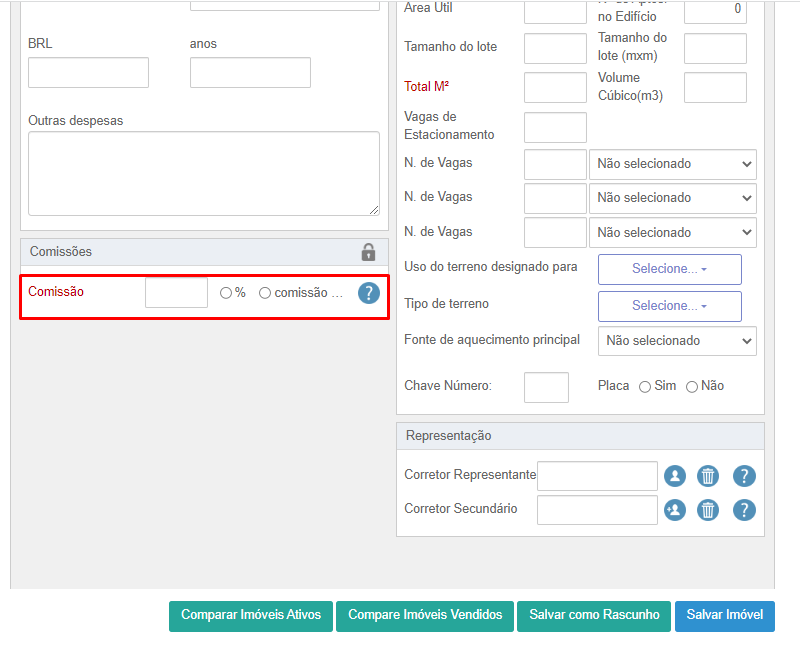 BRL anos
Outras despesas
Comissões
Comissão % comissão ... ?
Area Util
no Edifício 0
Tamanho do lote
Tamanho do
lote (mxm)
Total M²
Volume
Cúbico(m3)
Vagas de
Estacionamento
N. de Vagas Não selecionado
N. de Vagas Não selecionado
N. de Vagas Não selecionado
Uso do terreno designado para Selecione...
Tipo de terreno Selecione...
Fonte de aquecimento principal Não selecionado
Chave Número: Placa Sim Não
Representação
Corretor Representante ?
Corretor Secundário ?
Comparar Imóveis Ativos Compare Imóveis Vendidos Salvar como Rascunho Salvar Imóvel